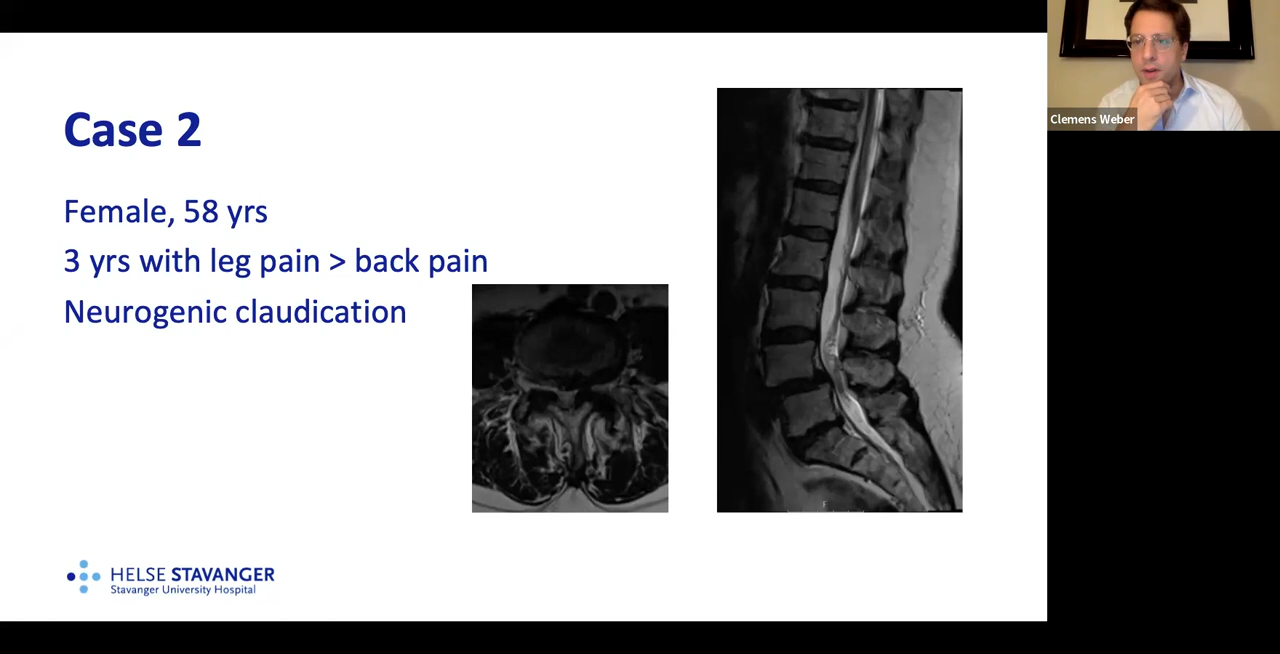 Case 2
Female, 58 yrs
3 yrs with leg pain > back pain
Neurogenic claudication
HELSE STAVANGER
Stavanger University Hospital
Clemens Weber
F